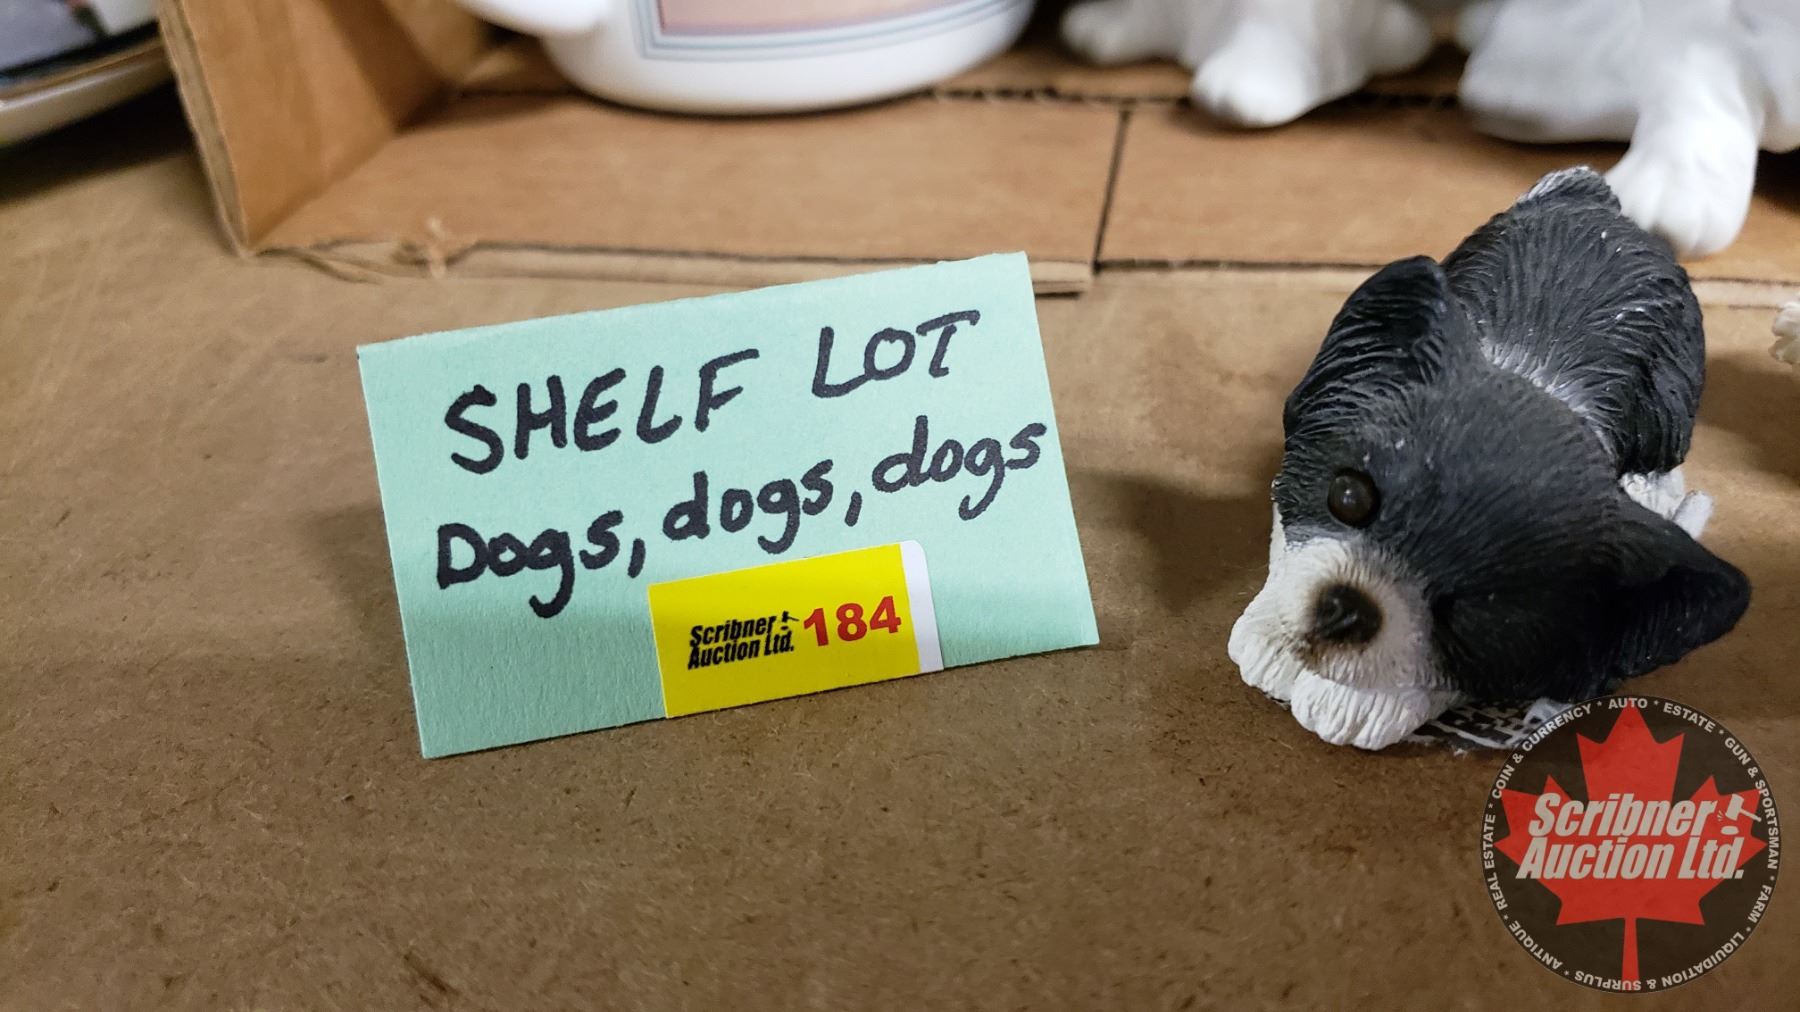 SHELF LOT
Dogs, dogs, dogs
Scribner
Auction Ltd.
184
COIN & CURRENCY * AUTO * ESTATE * GUN & SPORTSMAN * FARM * LIQUIDATION & SURPLUS * ANTIQUE * REAL ESTATE *
Scribner
Auction Ltd.